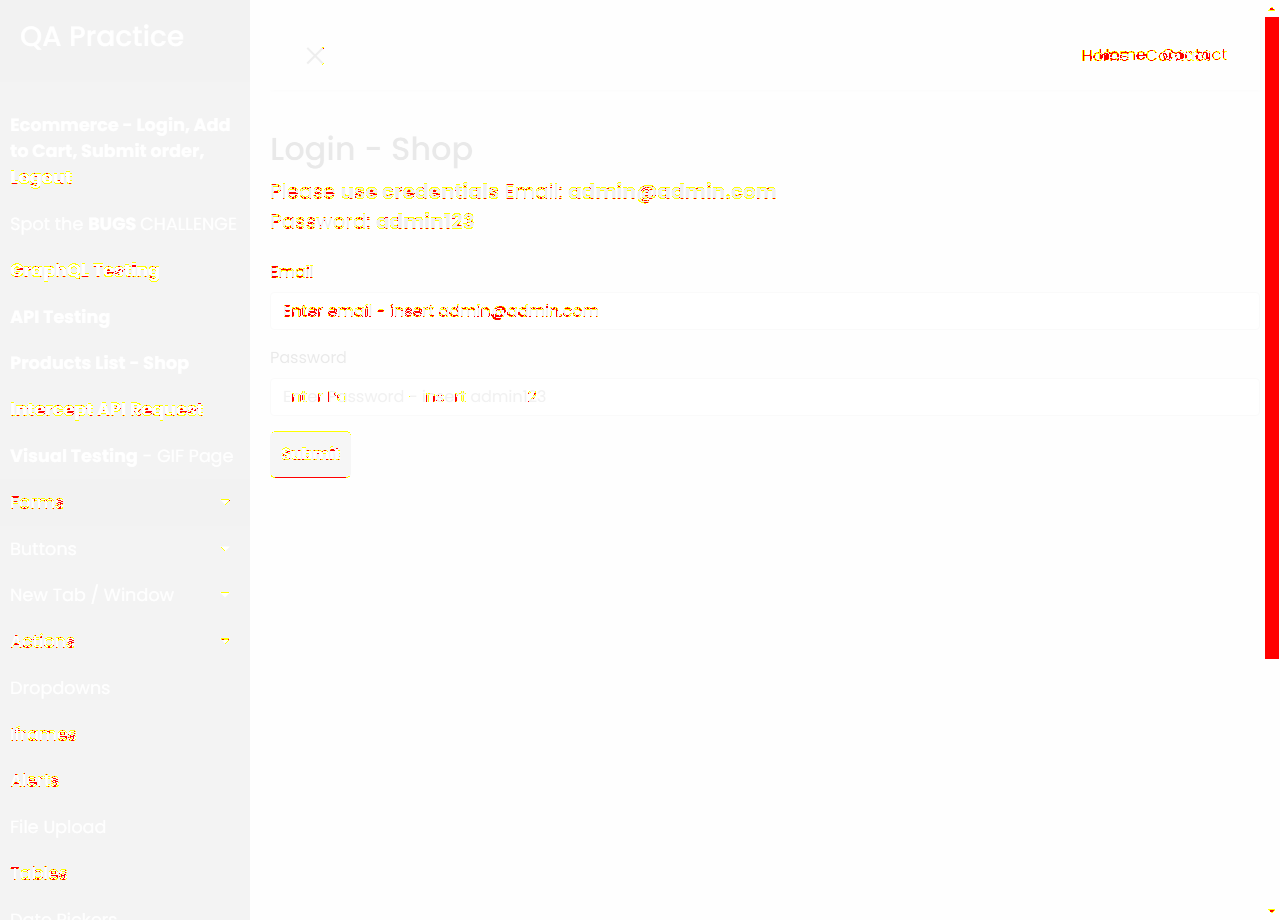 QA Practice
Home Contact
Ecommerce - Login, Add
to Cart, Submit order,
Logout
Spot the BUGS CHALLENGE
GraphQL Testing
API Testing
Products List - Shop
Intercept API Request
Visual Testing - GIF Page
Forms
Buttons
New Tab / Window
Actions
Dropdowns
Iframes
Alerts
File Upload
Tables
Date Pickers
Login - Shop
Please use credentials Email: admin@admin.com
Password: admin123
Email
Enter email - insert admin@admin.com
Password
Enter Password - insert admin123
Submit